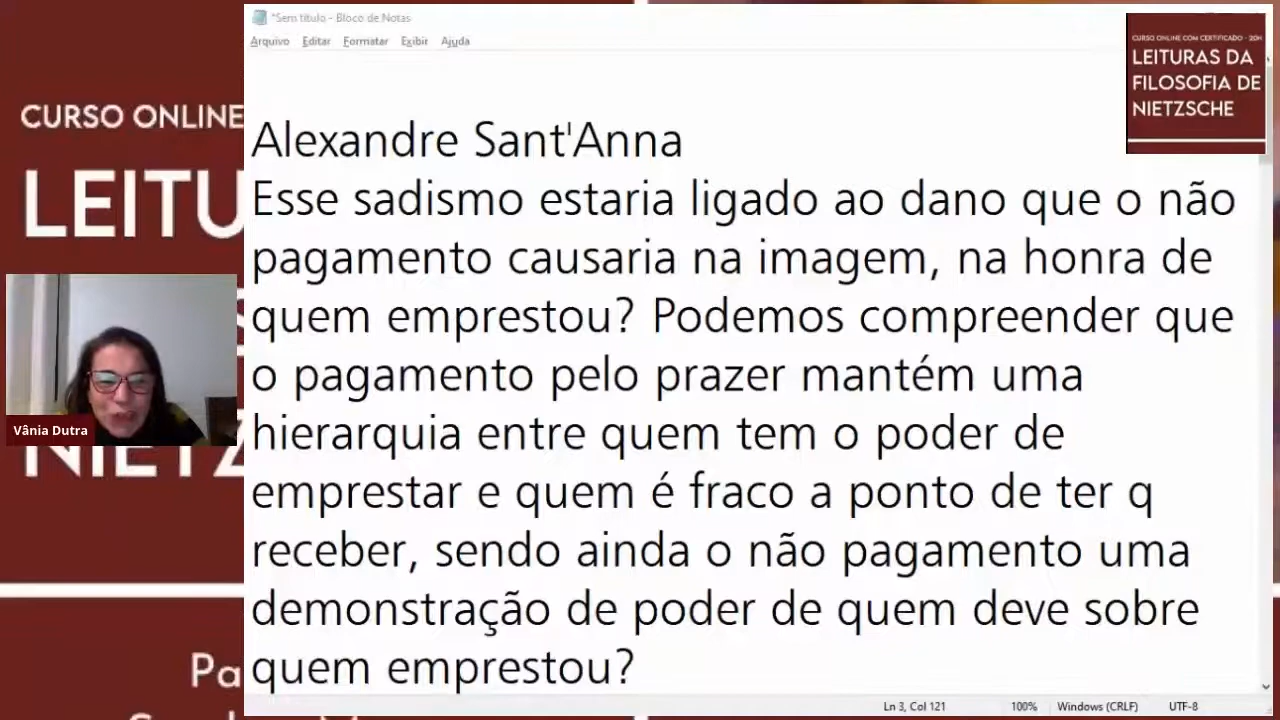 *Sem título - Bloco de Notas
Arquivo Editar Formatar Exibir Ajuda
CURSO ONLINE COM CERTIFICADO - 20H
LEITURAS DA
FILOSOFIA DE
NIETZSCHE
CURSO ONLINE
LEITU
NIETZ
Pa
Vânia Dutra
Alexandre Sant'Anna
Esse sadismo estaria ligado ao dano que o não
pagamento causaria na imagem, na honra de
quem emprestou? Podemos compreender que
o pagamento pelo prazer mantém uma
hierarquia entre quem tem o poder de
emprestar e quem é fraco a ponto de ter q
receber, sendo ainda o não pagamento uma
demonstração de poder de quem deve sobre
quem emprestou?
Ln 3, Col 121 100% Windows (CRLF) UTF-8